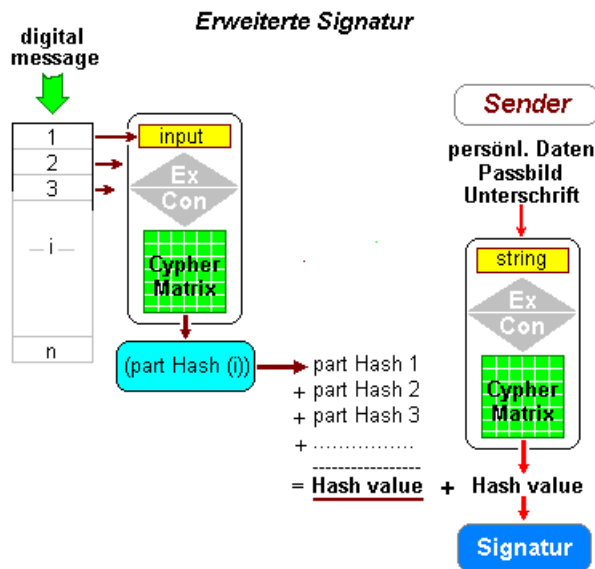 Erweiterte Signatur
digital
message
1
2
3
—i—
n
input
Ex
Con
Cypher
Matrix
(part Hash (i))
part Hash 1
+ part Hash 2
+ part Hash 3
+ ................
---------------------
= Hash value + Hash value
Sender
persönl. Daten
Passbild
Unterschrift
string
Ex
Con
Cypher
Matrix
Signatur